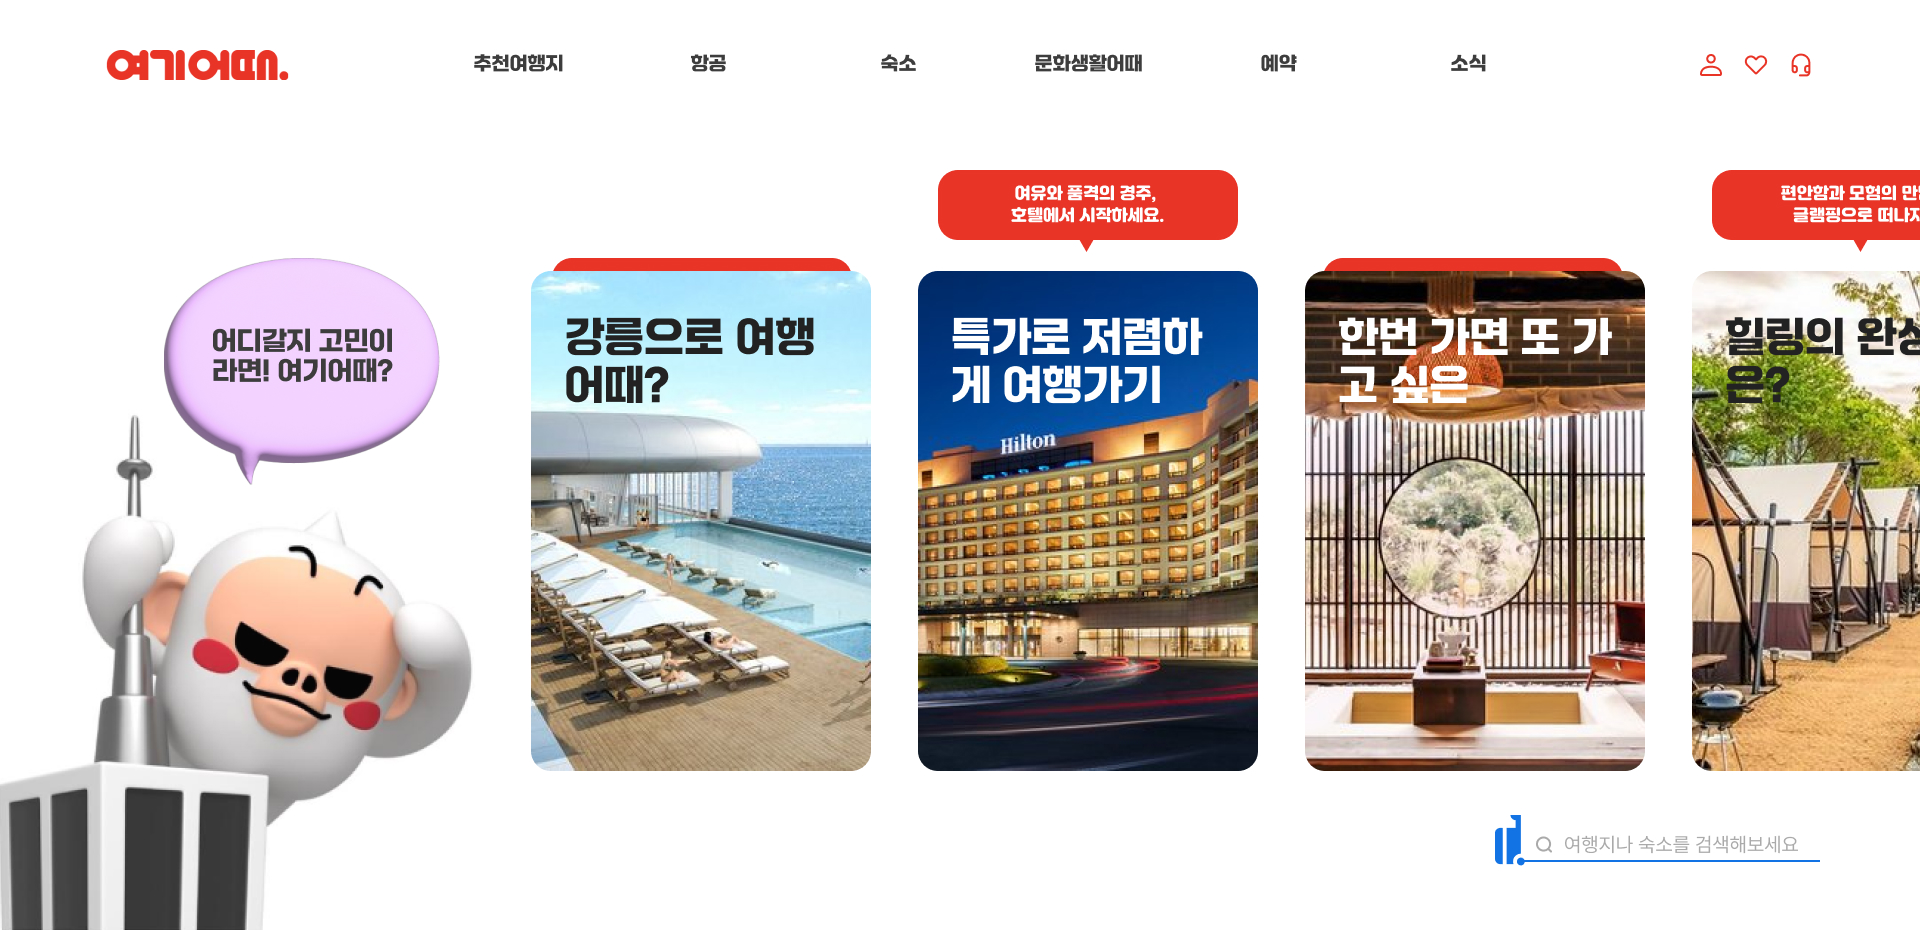 여기어때.
추천여행지
항공
숙소
문화생활어때
예약
소식
어디갈지 고민이
라면! 여기어때?
강릉으로 여행
어때?
여유와 품격의 경주,
호텔에서 시작하세요.
특가로 저렴하
게 여행가기
Hilton
한번 가면 또 가
고 싶은
편안함과 모험의
글램핑으로 떠나
힐링의
은?
여행지나 숙소를 검색해보세요